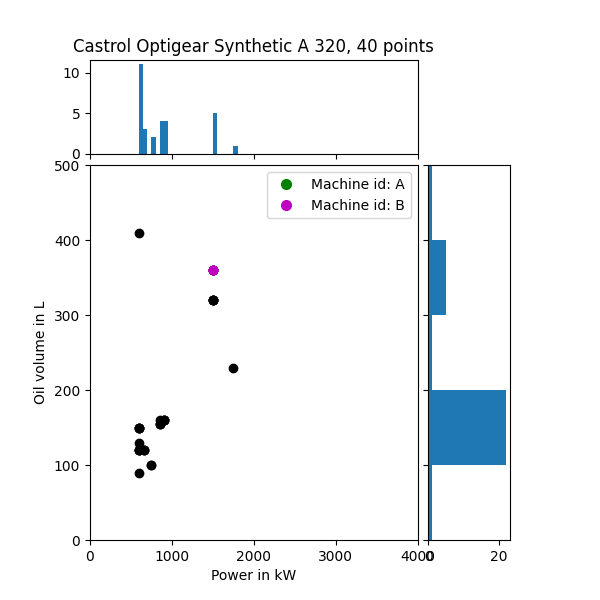 Castrol Optigear Synthetic A 320, 40 points
10
5
0
500
400
300
200
100
0
Oil volume in L
Machine id: A
Machine id: B
0 1000 2000 3000 4000
Power in kW
0 20